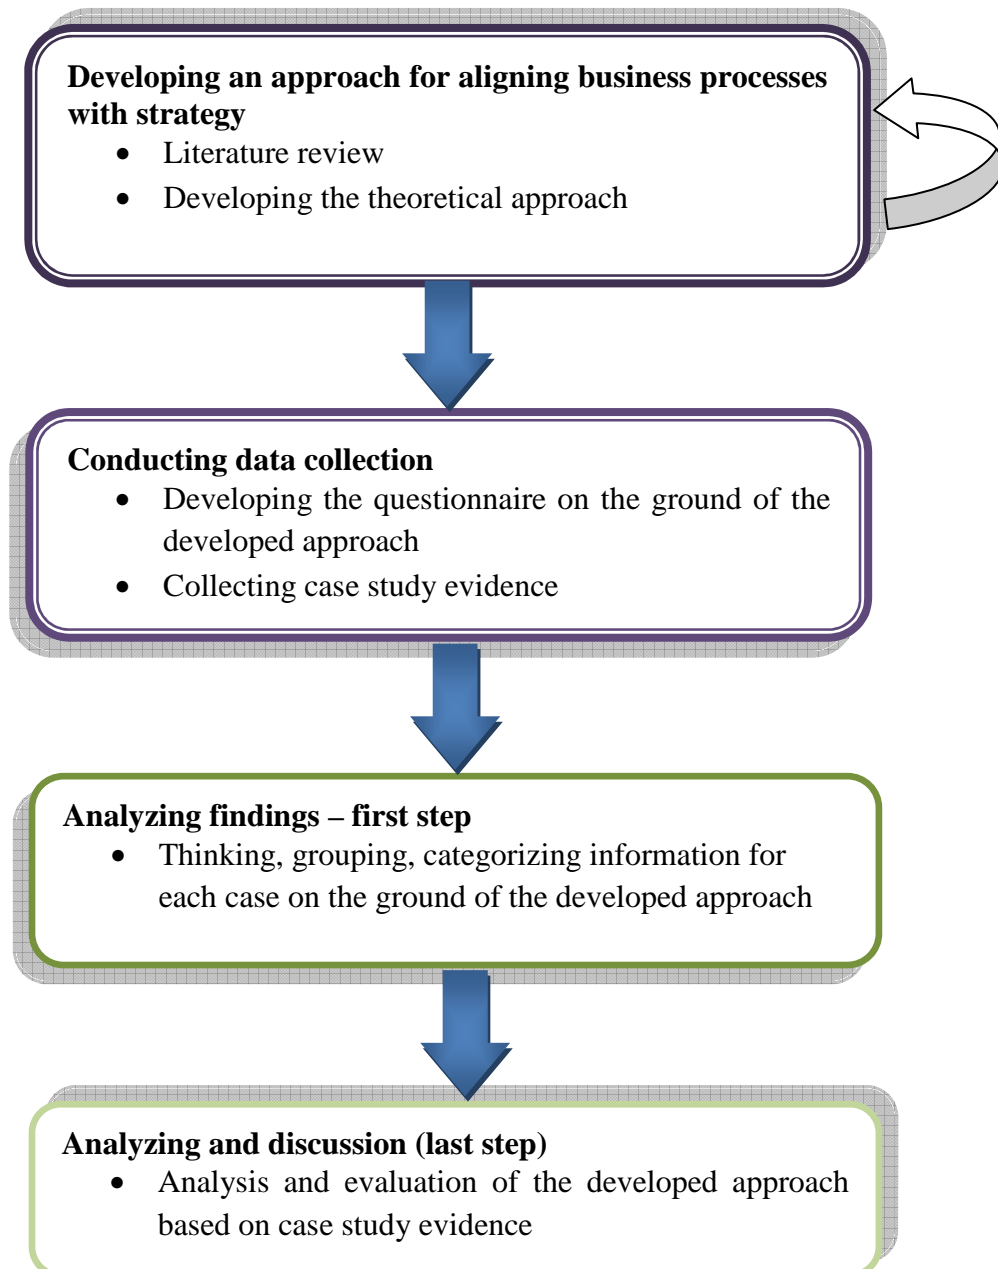 Developing an approach for aligning business processes
with strategy
• Literature review
• Developing the theoretical approach
Conducting data collection
• Developing the questionnaire on the ground of the
developed approach
• Collecting case study evidence
Analyzing findings – first step
• Thinking, grouping, categorizing information for
each case on the ground of the developed approach
Analyzing and discussion (last step)
• Analysis and evaluation of the developed approach
based on case study evidence